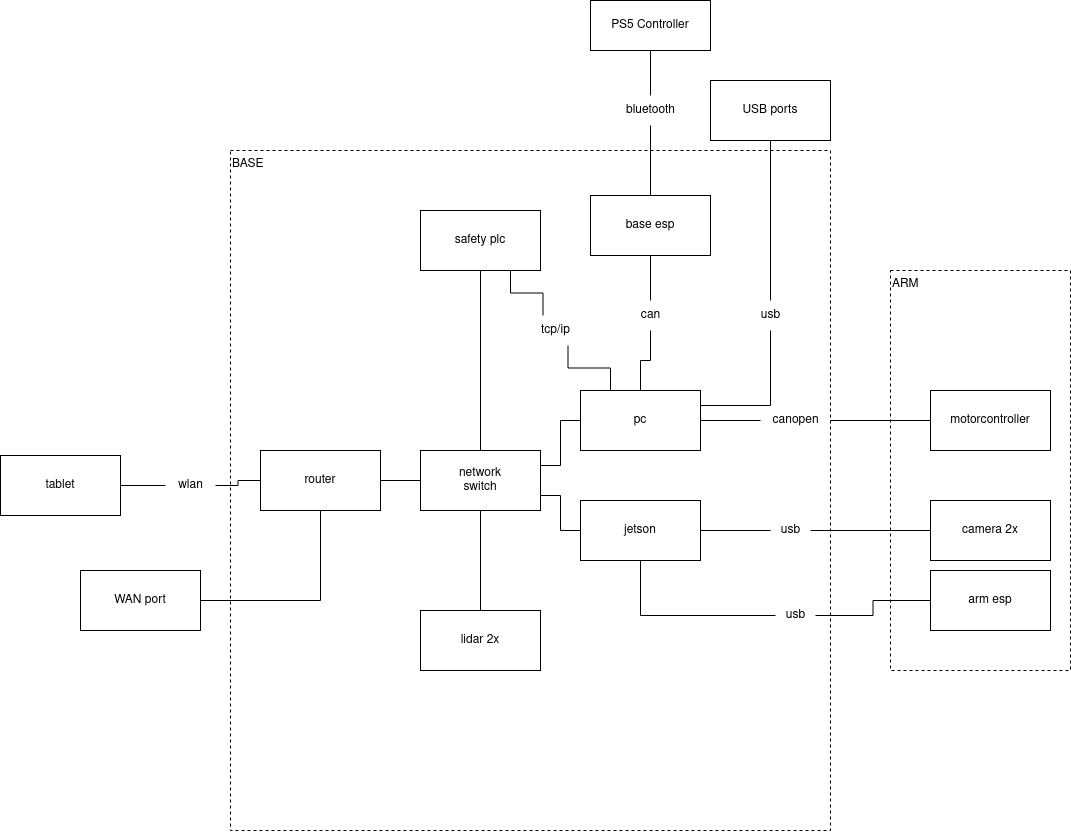 PS5 Controller
bluetooth
USB ports
BASE
safety plc
base esp
ARM
tcp/ip
can
usb
pc
canopen
motorcontroller
tablet
wlan
router
network
switch
jetson
usb
camera 2x
WAN port
usb
arm esp
lidar 2x